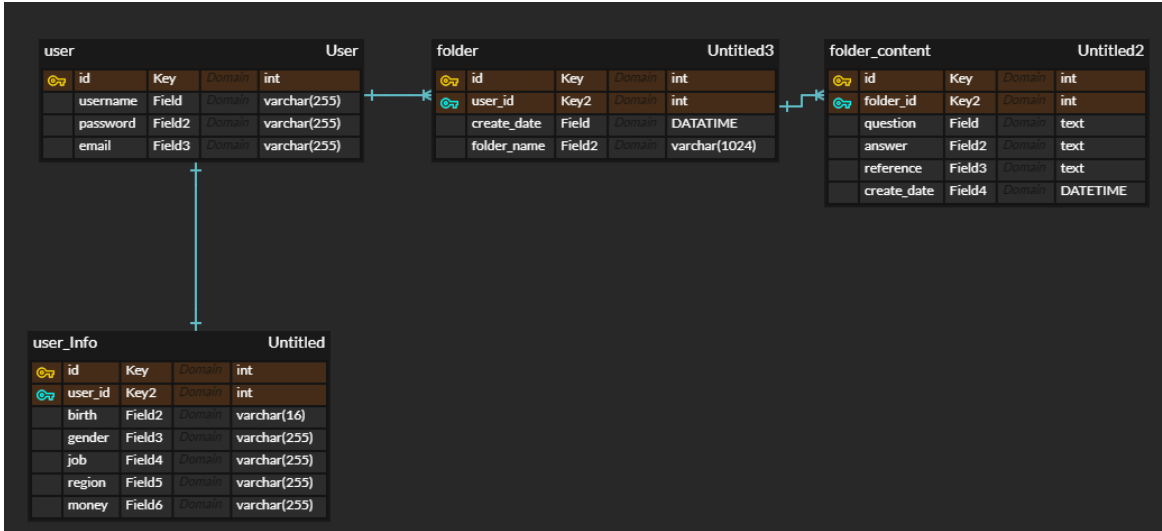 user User
id Key Domain int
username Field Domain varchar(255)
password Field2 Domain varchar(255)
email Field3 Domain varchar(255)
folder Untitled3
id Key Domain int
user_id Key2 Domain int
create_date Field Domain DATATIME
folder_name Field2 Domain varchar(1024)
folder_content Untitled2
id Key Domain int
folder_id Key2 Domain int
question Field Domain text
answer Field2 Domain text
reference Field3 Domain text
create_date Field4 Domain DATETIME
user_Info Untitled
id Key Domain int
user_id Key2 Domain int
birth Field2 Domain varchar(16)
gender Field3 Domain varchar(255)
job Field4 Domain varchar(255)
region Field5 Domain varchar(255)
money Field6 Domain varchar(255)